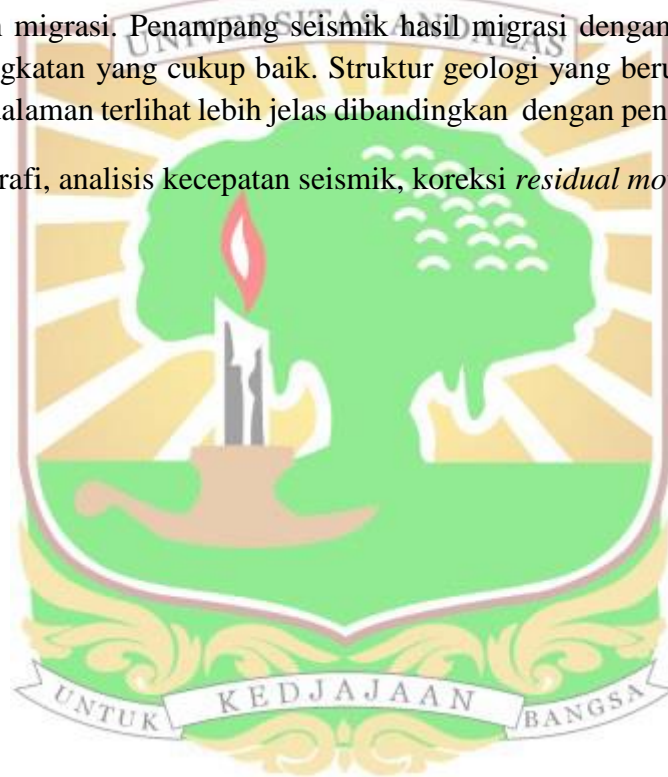 migrasi. Penampang seismik hasil migrasi dengan
UNIVERSITAS ANDALAS
gkatan yang cukup baik. Struktur geologi yang beru
alaman terlihat lebih jelas dibandingkan dengan pen
rafi, analisis kecepatan seismik, koreksi residual mo
UNTUK KEDJAJAAN BANGSA